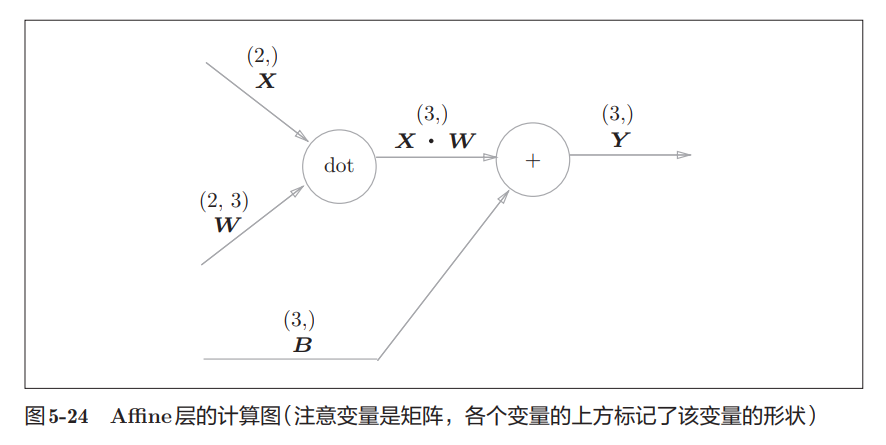 (2,)
X
(3,)
X · W
(3,)
Y
dot
+
(2, 3)
W
(3,)
B
图5-24 Affine层的计算图(注意变量是矩阵，各个变量的上方标记了该变量的形状)